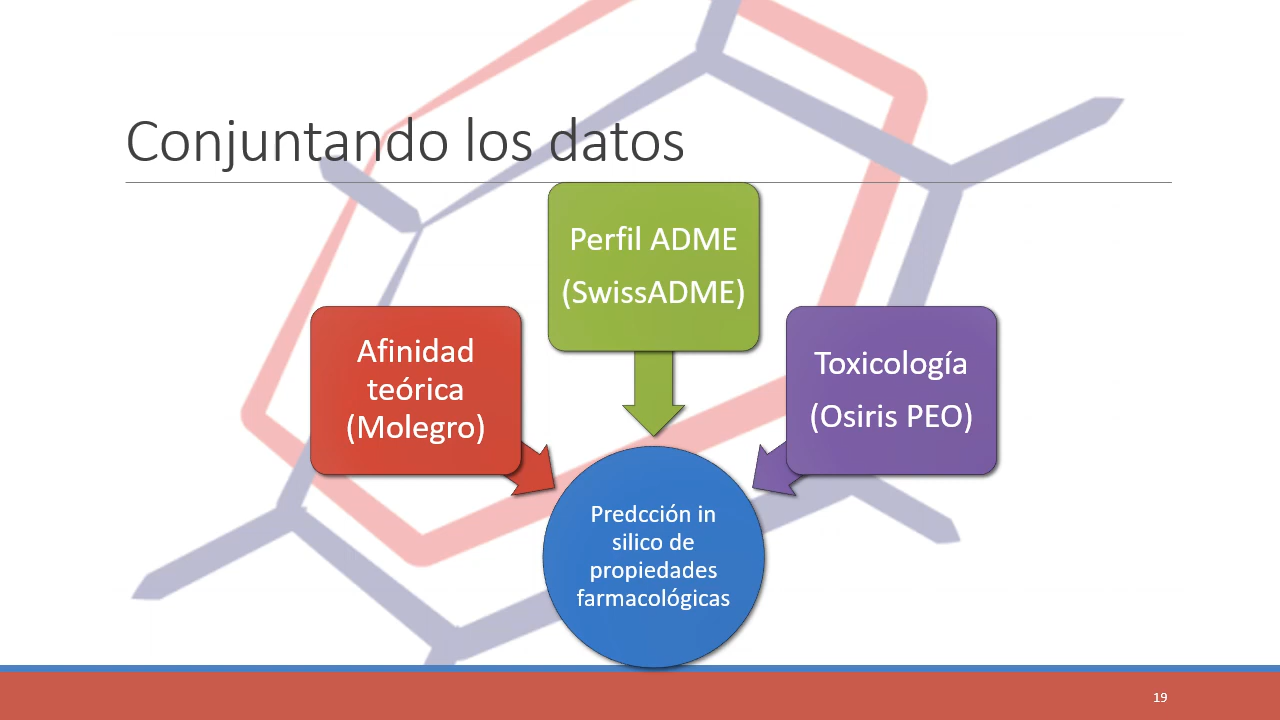 Conjuntando los datos
Perfil ADME
(SwissADME)
Afinidad
teórica
(Molegro)
Toxicología
(Osiris PEO)
Predcción in
silico de
propiedades
farmacológicas
19